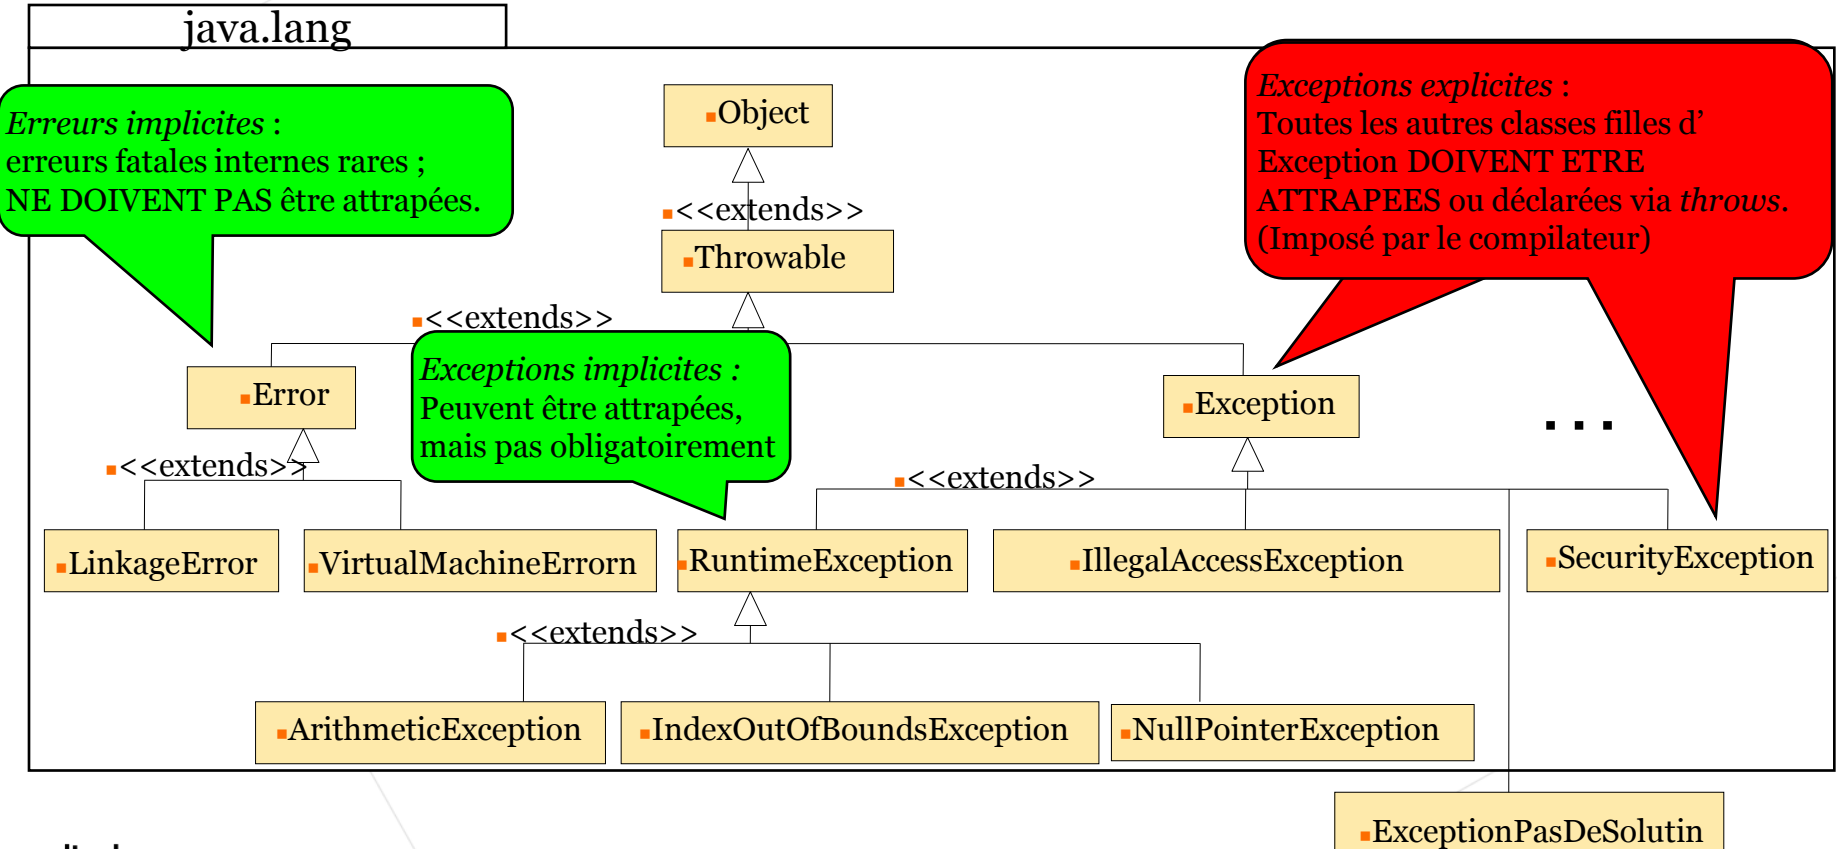 java.lang
Erreurs implicites :
erreurs fatales internes rares ;
NE DOIVENT PAS être attrapées.
Object
Exceptions explicites :
Toutes les autres classes filles d’
Exception DOIVENT ETRE
ATTRAPEES ou déclarées via throws.
(Imposé par le compilateur)
<<extends>>
Throwable
<<extends>>
Exceptions implicites :
Peuvent être attrapées,
mais pas obligatoirement
Error
Exception
...
<<extends>>
<<extends>>
LinkageError
VirtualMachineErrorn
RuntimeException
IllegalAccessException
SecurityException
<<extends>>
ArithmeticException
IndexOutOfBoundsException
NullPointerException
ExceptionPasDeSolutin